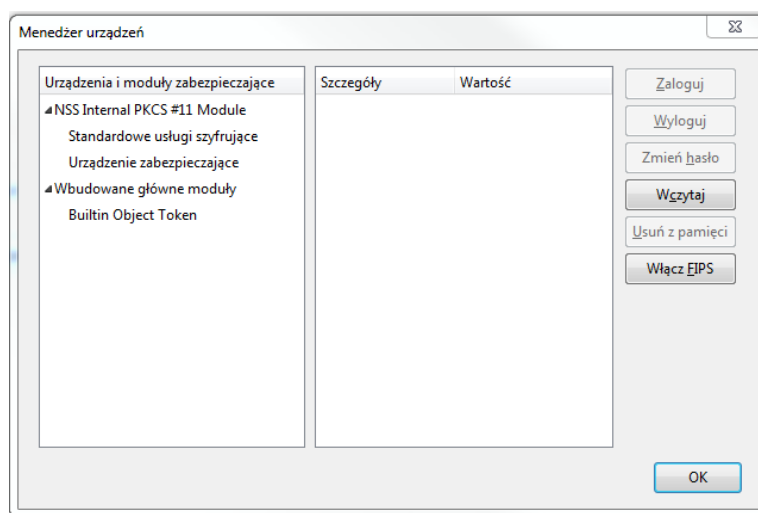 Menedżer urządzeń
Urządzenia i moduły zabezpieczające
NSS Internal PKCS #11 Module
Standardowe usługi szyfrujące
Urządzenie zabezpieczające
Wbudowane główne moduły
Builtin Object Token
Szczegóły Wartość
Zaloguj
Wyloguj
Zmień hasło
Wczytaj
Usuń z pamięci
Włącz FIPS
OK